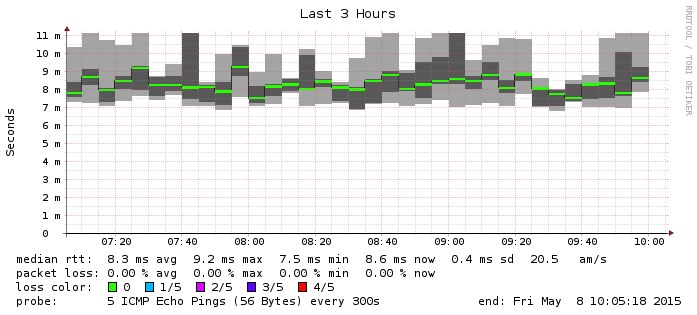 Last 3 Hours
RRDTOOL / TOBI OETIKER
Seconds
11 m
10 m
9 m
8 m
7 m
6 m
5 m
4 m
3 m
2 m
1 m
0
07:20 07:40 08:00 08:20 08:40 09:00 09:20 09:40 10:00
median rtt: 8.3 ms avg 9.2 ms max 7.5 ms min 8.6 ms now 0.4 ms sd 20.5 am/s
packet loss: 0.00 % avg 0.00 % max 0.00 % min 0.00 % now
loss color: 0 1/5 2/5 3/5 4/5
probe: 5 ICMP Echo Pings (56 Bytes) every 300s end: Fri May 8 10:05:18 2015